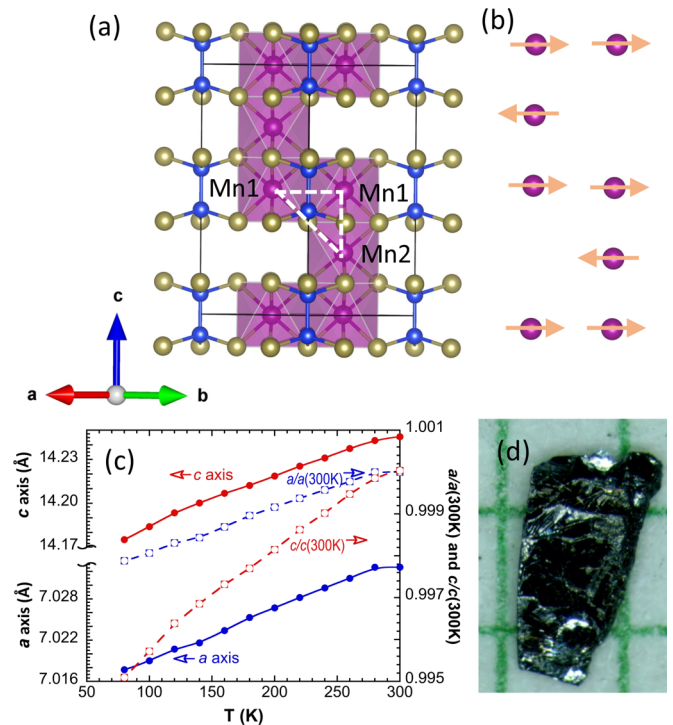 (a)
(b)
Mn1
Mn1
Mn2
c
a
b
(c)
(d)
c axis (Å)
14.23
14.20
14.17
a axis (Å)
7.028
7.022
7.016
c axis
a/a(300K)
c/c(300K)
a axis
1.001
0.999
0.997
0.995
a/a(300K) and c/c(300K)
50 100 150 200 250 300
T (K)